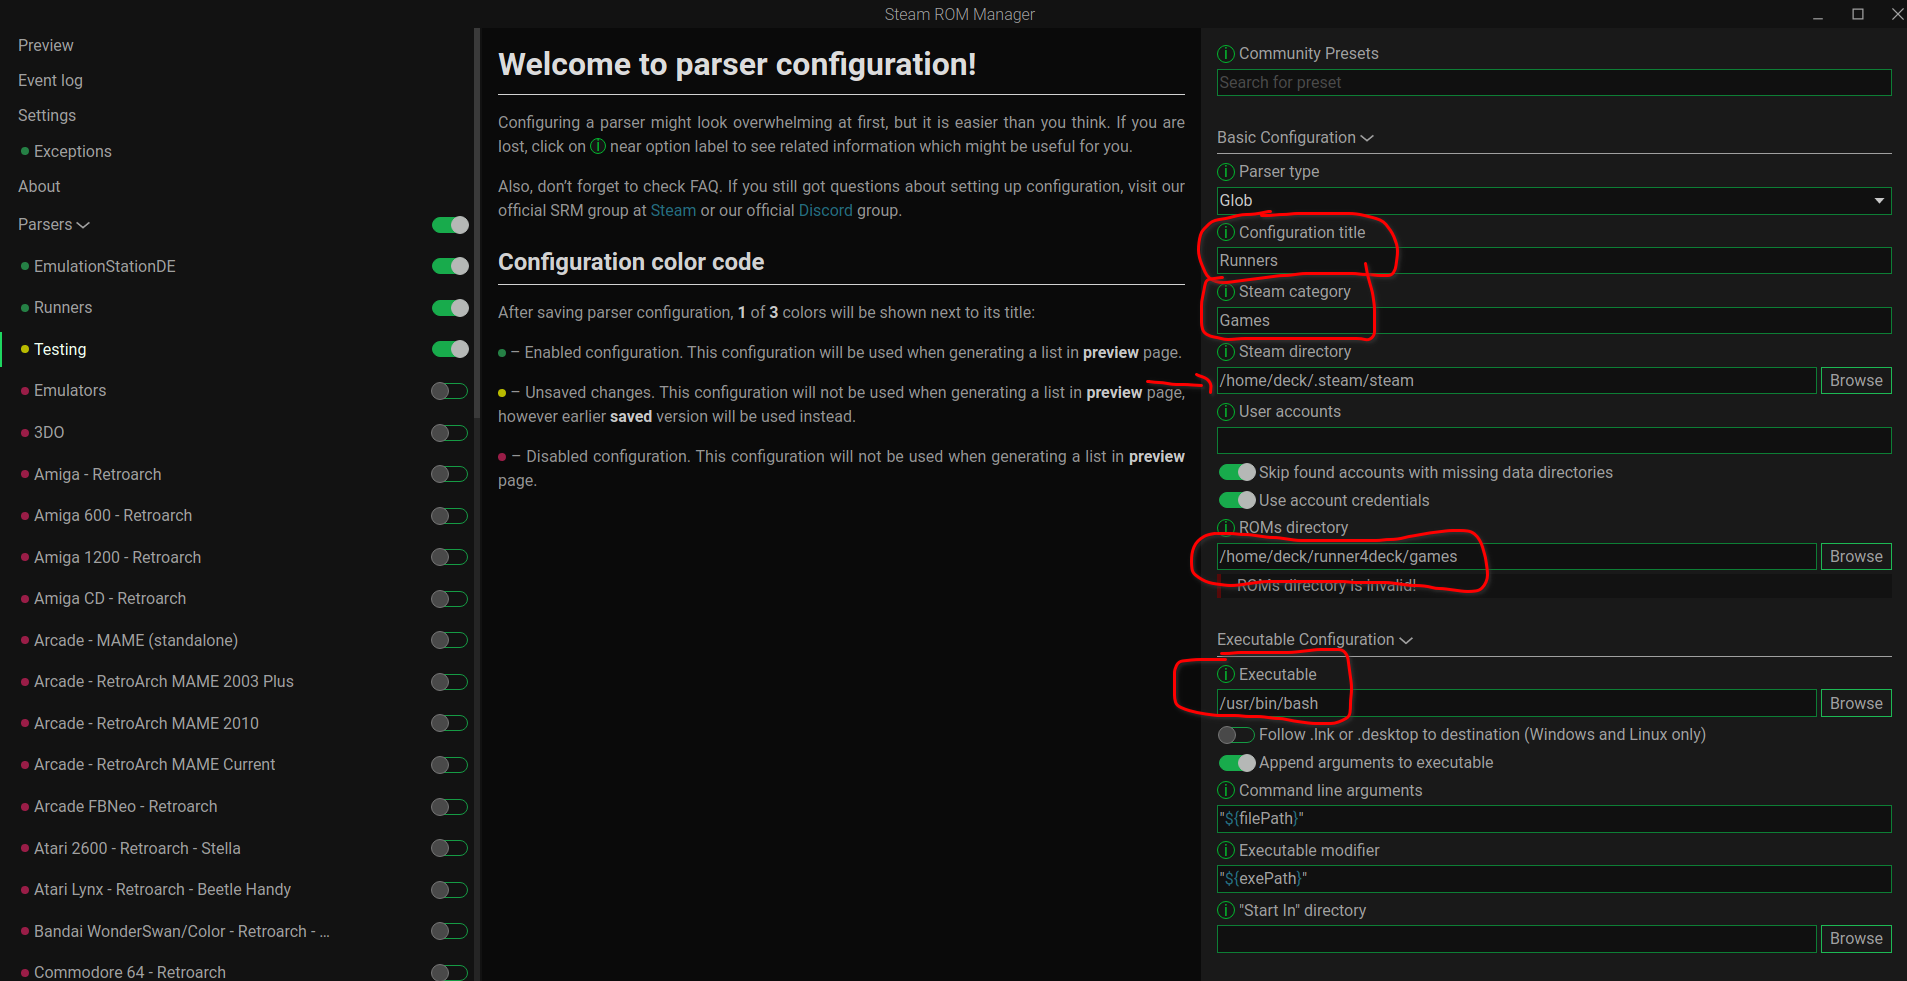 Steam ROM Manager
Preview
Event log
Settings
Exceptions
About
Parsers
EmulationStationDE
Runners
Testing
Emulators
3DO
Amiga - Retroarch
Amiga 600 - Retroarch
Amiga 1200 - Retroarch
Amiga CD - Retroarch
Arcade - MAME (standalone)
Arcade - RetroArch MAME 2003 Plus
Arcade - RetroArch MAME 2010
Arcade - RetroArch MAME Current
Arcade FBNeo - Retroarch
Atari 2600 - Retroarch - Stella
Atari Lynx - Retroarch - Beetle Handy
Bandai WonderSwan/Color - Retroarch - ...
Commodore 64 - Retroarch
Welcome to parser configuration!
Configuring a parser might look overwhelming at first, but it is easier than you think. If you are
lost, click on ⓘ near option label to see related information which might be useful for you.
Also, don’t forget to check FAQ. If you still got questions about setting up configuration, visit our
official SRM group at Steam or our official Discord group.
Configuration color code
After saving parser configuration, 1 of 3 colors will be shown next to its title:
– Enabled configuration. This configuration will be used when generating a list in preview page.
– Unsaved changes. This configuration will not be used when generating a list in preview page,
however earlier saved version will be used instead.
– Disabled configuration. This configuration will not be used when generating a list in preview
page.
Community Presets
Search for preset
Basic Configuration
Parser type
Glob
Configuration title
Runners
Steam category
Games
Steam directory
/home/deck/.steam/steam Browse
User accounts
Skip found accounts with missing data directories
Use account credentials
ROMs directory
/home/deck/runner4deck/games Browse
ROMs directory is invalid!
Executable Configuration
Executable
/usr/bin/bash Browse
Follow .lnk or .desktop to destination (Windows and Linux only)
Append arguments to executable
Command line arguments
"${filePath}"
Executable modifier
"${exePath}"
"Start In" directory
Browse